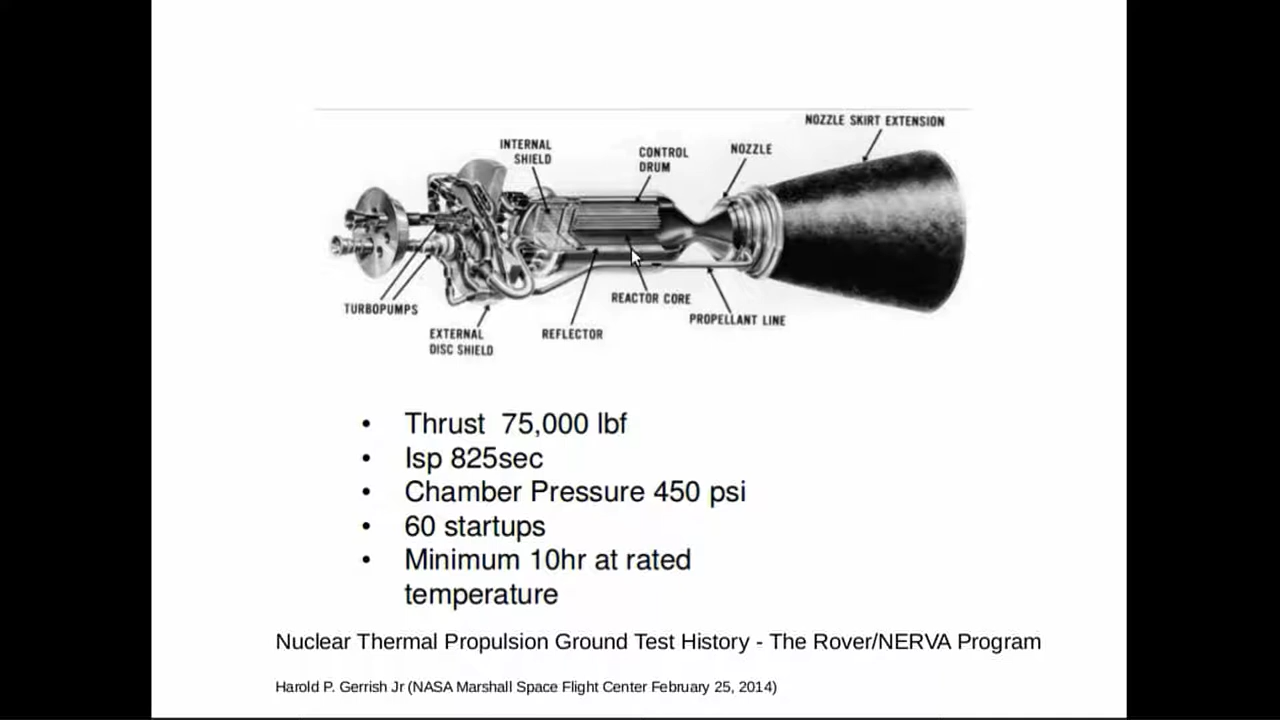 NOZZLE SKIRT EXTENSION
INTERNAL
SHIELD
CONTROL
DRUM
NOZZLE
TURBOPUMPS
EXTERNAL
DISC SHIELD
REFLECTOR
REACTOR CORE
PROPELLANT LINE
• Thrust 75,000 lbf
• Isp 825sec
• Chamber Pressure 450 psi
• 60 startups
• Minimum 10hr at rated
temperature
Nuclear Thermal Propulsion Ground Test History - The Rover/NERVA Program
Harold P. Gerrish Jr (NASA Marshall Space Flight Center February 25, 2014)